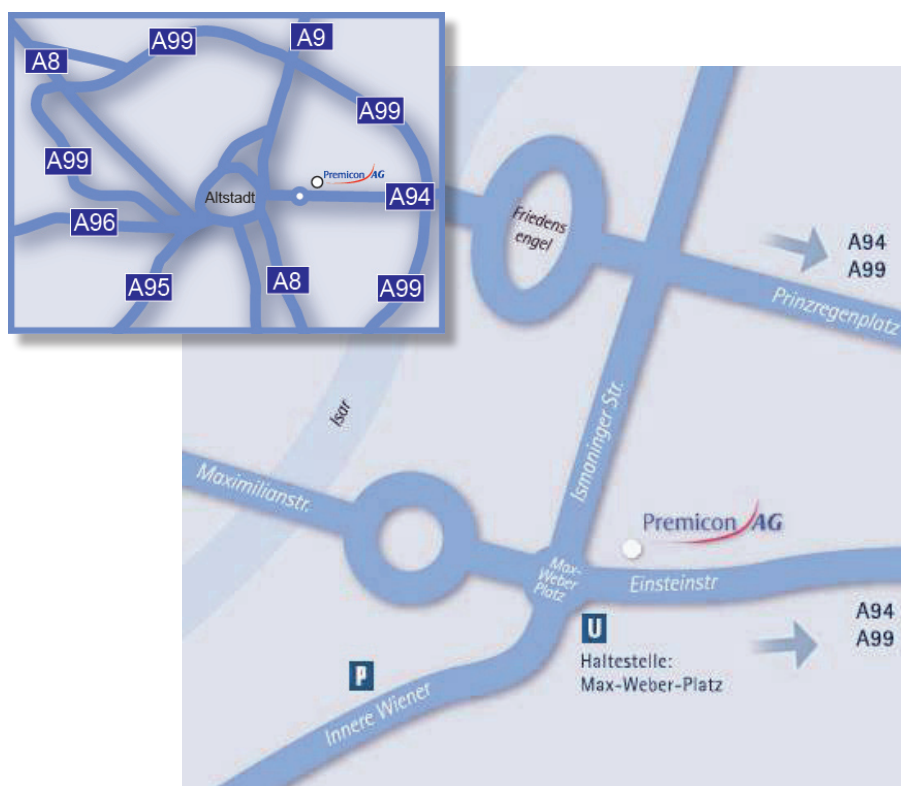 A9
A99
A8
A99
A99
Premicon AG
Altstadt
A94
A96
A8
A95
A99
Friedens
engel
A94
A99
Prinzregenplatz
Isar
Ismaninger Str.
Maximilianstr.
Premicon AG
Max-
Weber
Platz
Einsteinstr
A94
A99
U
Haltestelle:
Max-Weber-Platz
P
Innere Wiener